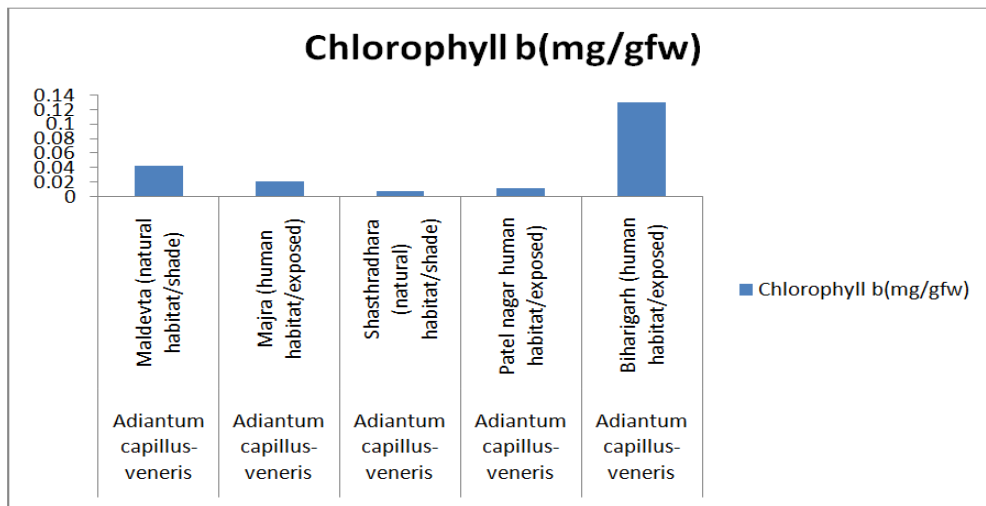 Chlorophyll b(mg/gfw)
0.14
0.12
0.1
0.08
0.06
0.04
0.02
0
Maldevta (natural
habitat/shade)
Majra (human
habitat/exposed)
Shasthradhara
(natural)
habitat/shade)
Patel nagar human
habitat/exposed)
Biharigarh (human
habitat/exposed)
Adiantum
capillus-
veneris
Adiantum
capillus-
veneris
Adiantum
capillus-
veneris
Adiantum
capillus-
veneris
Adiantum
capillus-
veneris
Chlorophyll b(mg/gfw)